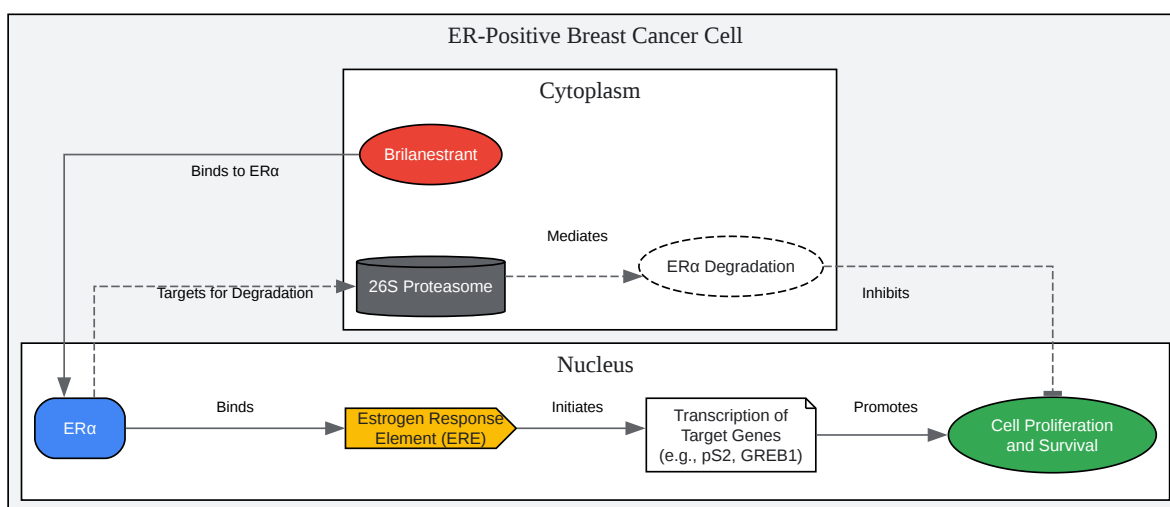 ER-Positive Breast Cancer Cell
Cytoplasm
Brilanestrant
Binds to ERα
Mediates
ERα Degradation
26S Proteasome
Targets for Degradation
Inhibits
Nucleus
ERα
Binds
Estrogen Response
Element (ERE)
Initiates
Transcription of
Target Genes
(e.g., pS2, GREB1)
Promotes
Cell Proliferation
and Survival